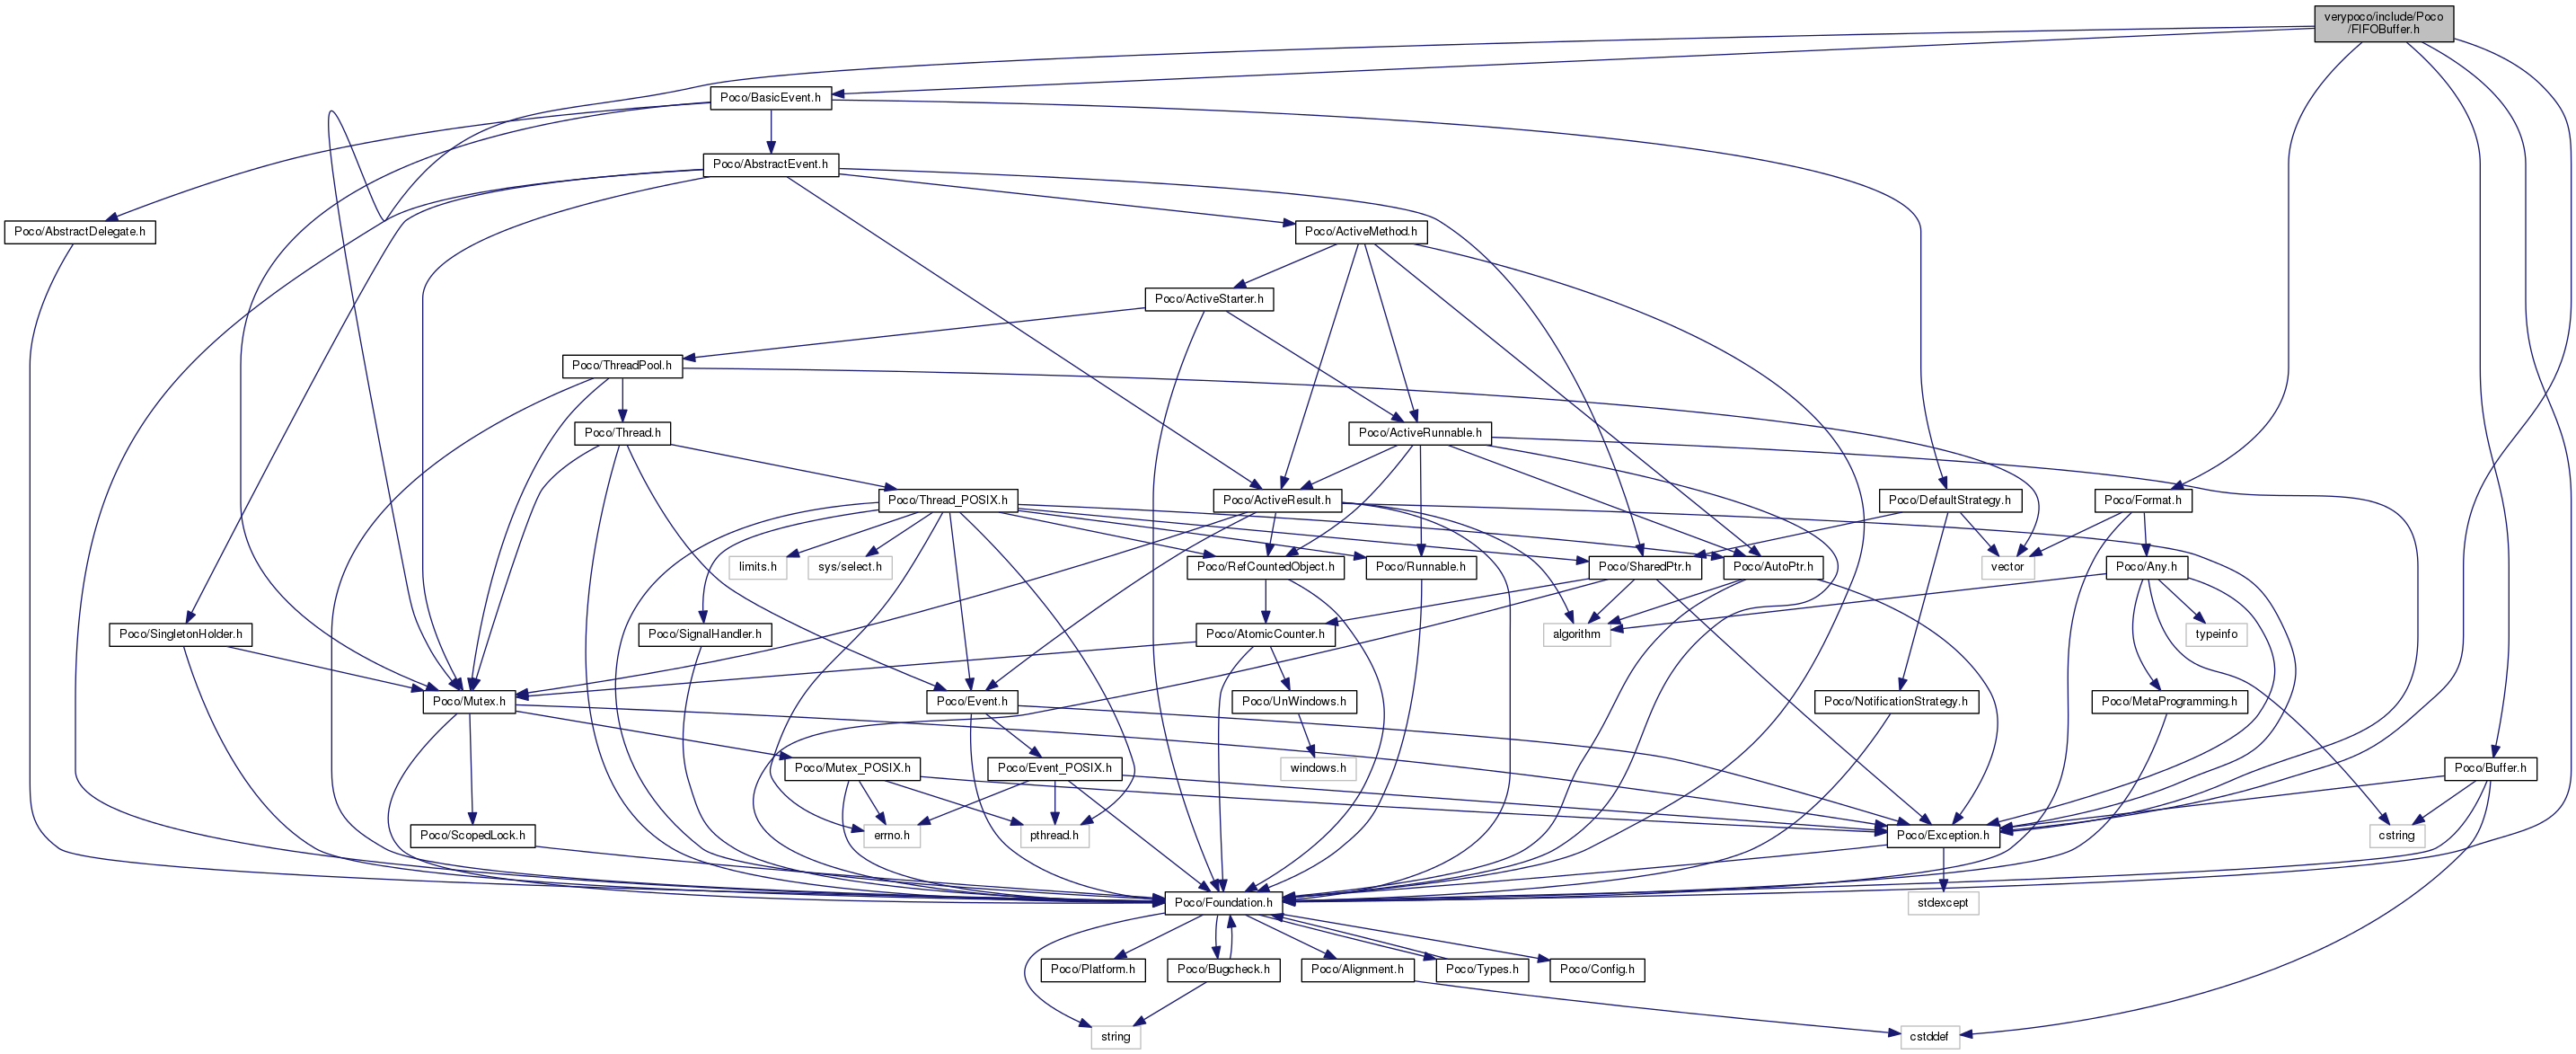 verypoco/include/Poco
/FIFOBuffer.h
Poco/BasicEvent.h
Poco/AbstractEvent.h
Poco/AbstractDelegate.h
Poco/ActiveMethod.h
Poco/ActiveStarter.h
Poco/ThreadPool.h
Poco/Thread.h
Poco/ActiveRunnable.h
Poco/Thread_POSIX.h
Poco/ActiveResult.h
Poco/DefaultStrategy.h
Poco/Format.h
limits.h
sys/select.h
Poco/RefCountedObject.h
Poco/Runnable.h
Poco/SharedPtr.h
Poco/AutoPtr.h
vector
Poco/Any.h
Poco/SingletonHolder.h
Poco/SignalHandler.h
Poco/AtomicCounter.h
algorithm
typeinfo
Poco/Mutex.h
Poco/Event.h
Poco/UnWindows.h
Poco/NotificationStrategy.h
Poco/MetaProgramming.h
Poco/Mutex_POSIX.h
Poco/Event_POSIX.h
windows.h
Poco/Buffer.h
Poco/ScopedLock.h
errno.h
pthread.h
Poco/Exception.h
cstring
Poco/Foundation.h
stdexcept
Poco/Platform.h
Poco/Bugcheck.h
Poco/Alignment.h
Poco/Types.h
Poco/Config.h
string
cstddef